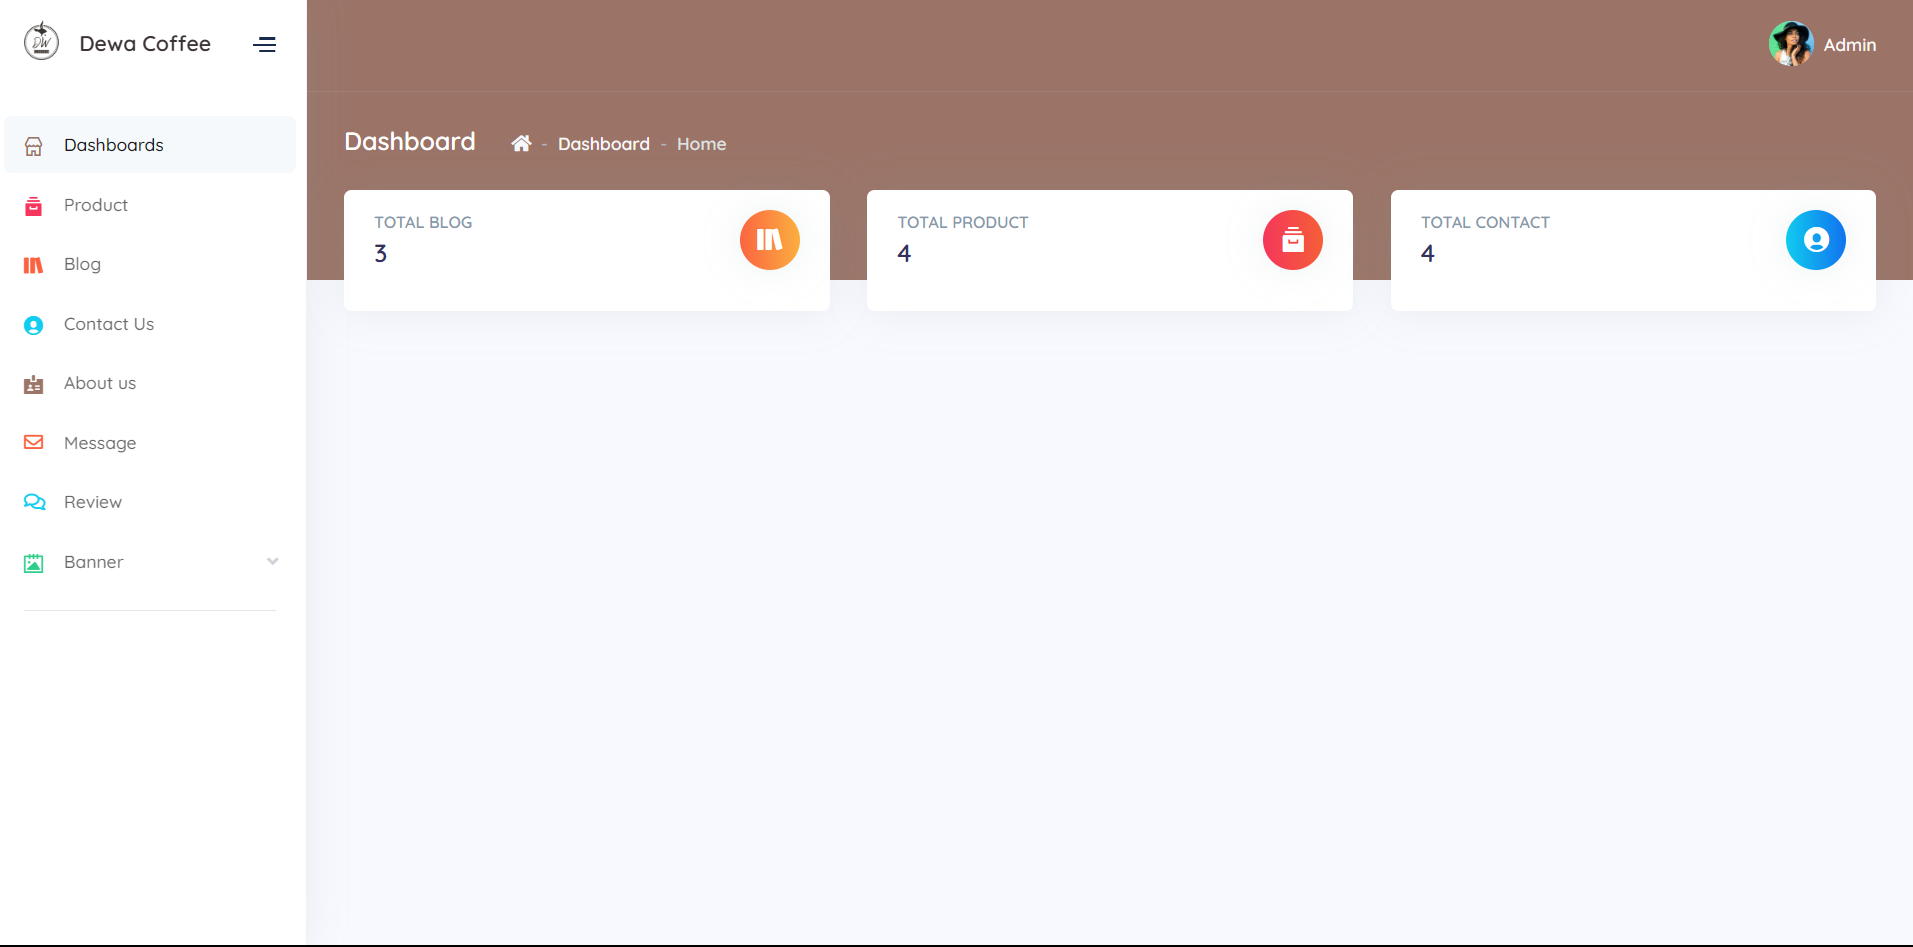 DW
Dewa Coffee
Admin
Dashboards
Product
Blog
Contact Us
About us
Message
Review
Banner
Dashboard
- Dashboard - Home
TOTAL BLOG
3
TOTAL PRODUCT
4
TOTAL CONTACT
4